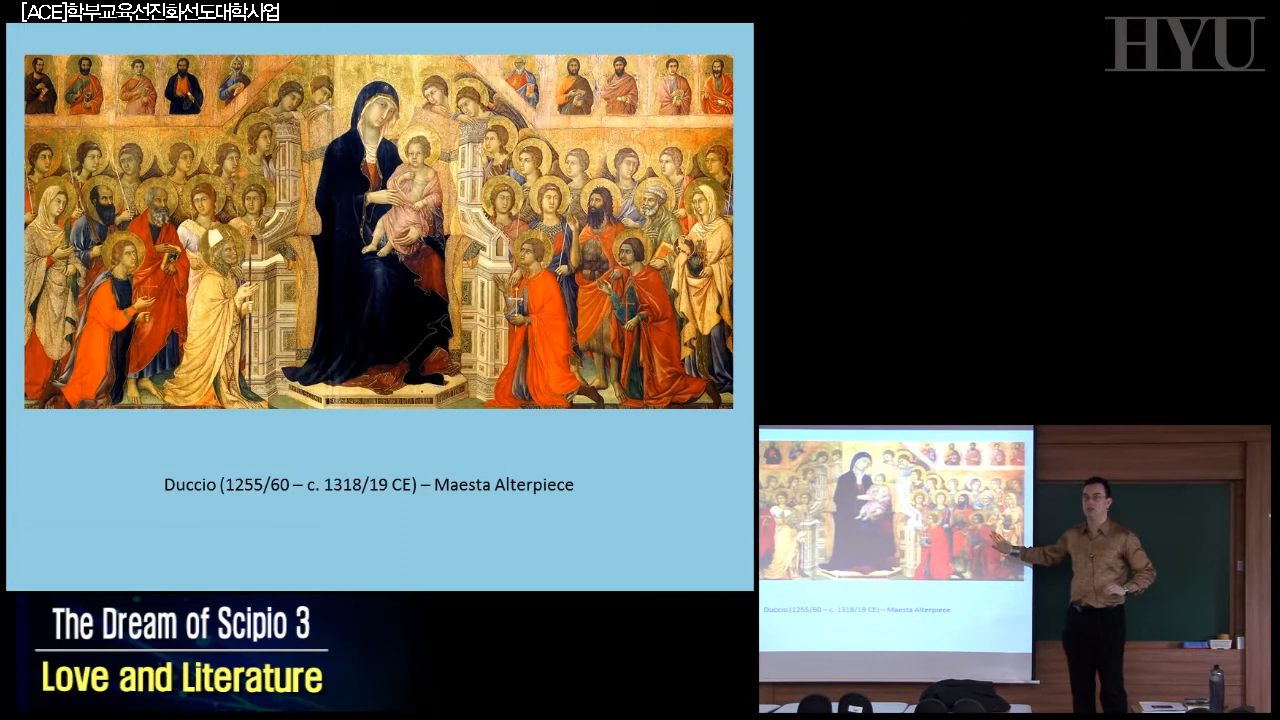 [ACE]학부교육선진화선도대학사업
HYU
Duccio (1255/60 – c. 1318/19 CE) – Maesta Alterpiece
Duccio (1255/60 – c. 1318/19 CE) – Maesta Alterpiece
The Dream of Scipio 3
Love and Literature